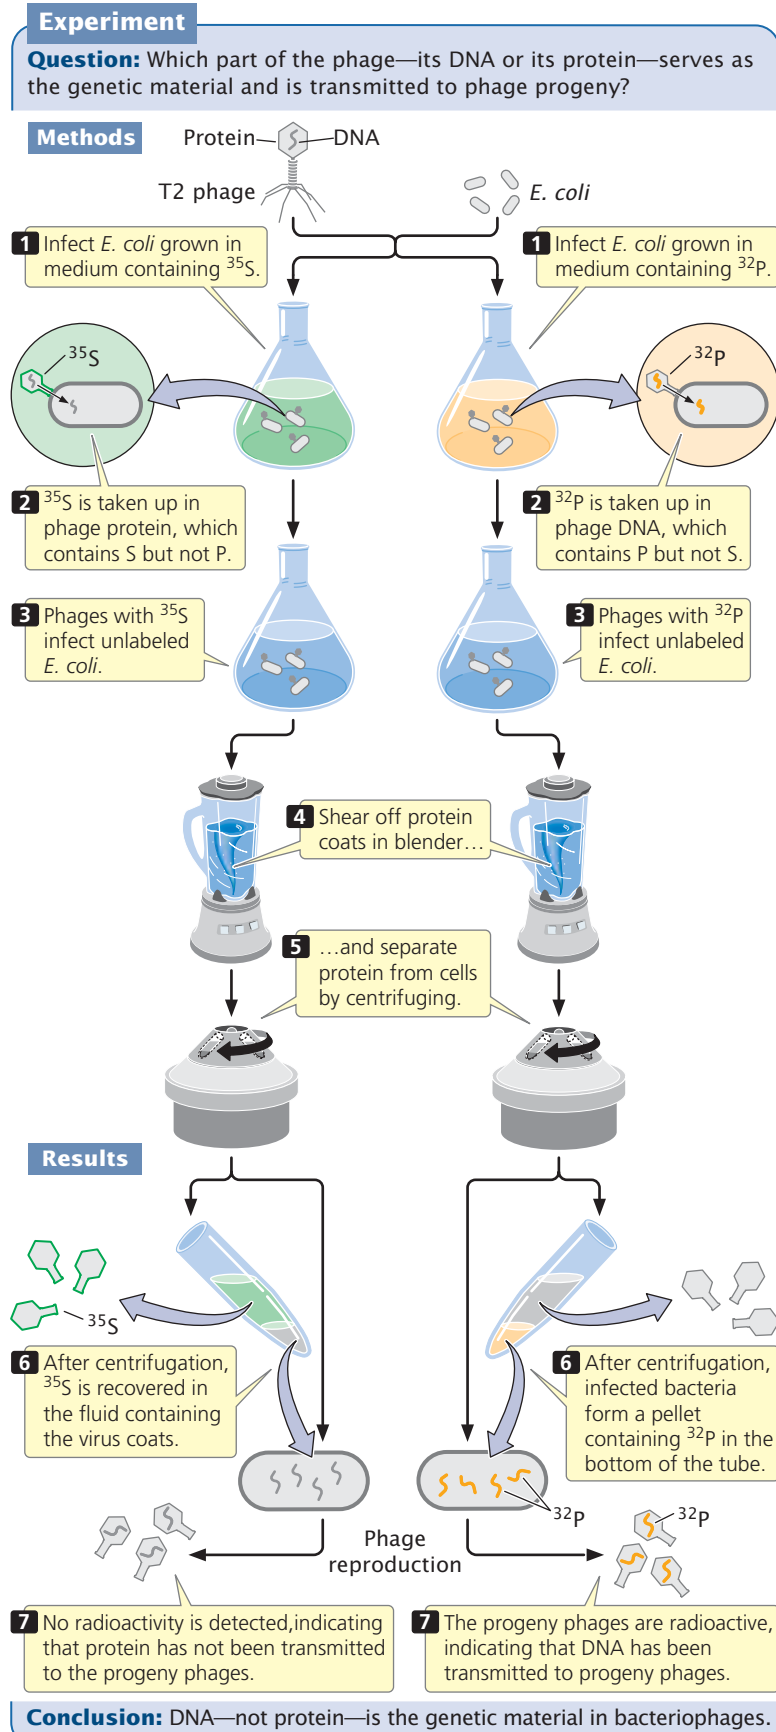 Experiment
Question: Which part of the phage—its DNA or its protein—serves as
the genetic material and is transmitted to phage progeny?
Methods
Protein
DNA
T2 phage
E. coli
1 Infect E. coli grown in
medium containing ³⁵S.
1 Infect E. coli grown in
medium containing ³²P.
³⁵S
³²P
2 ³⁵S is taken up in
phage protein, which
contains S but not P.
2 ³²P is taken up in
phage DNA, which
contains P but not S.
3 Phages with ³⁵S
infect unlabeled
E. coli.
3 Phages with ³²P
infect unlabeled
E. coli.
4 Shear off protein
coats in blender…
5 …and separate
protein from cells
by centrifuging.
Results
³⁵S
6 After centrifugation,
³⁵S is recovered in
the fluid containing
the virus coats.
6 After centrifugation,
infected bacteria
form a pellet
containing ³²P in the
bottom of the tube.
³²P
³²P
Phage
reproduction
7 No radioactivity is detected,indicating
that protein has not been transmitted
to the progeny phages.
7 The progeny phages are radioactive,
indicating that DNA has been
transmitted to progeny phages.
Conclusion: DNA—not protein—is the genetic material in bacteriophages.